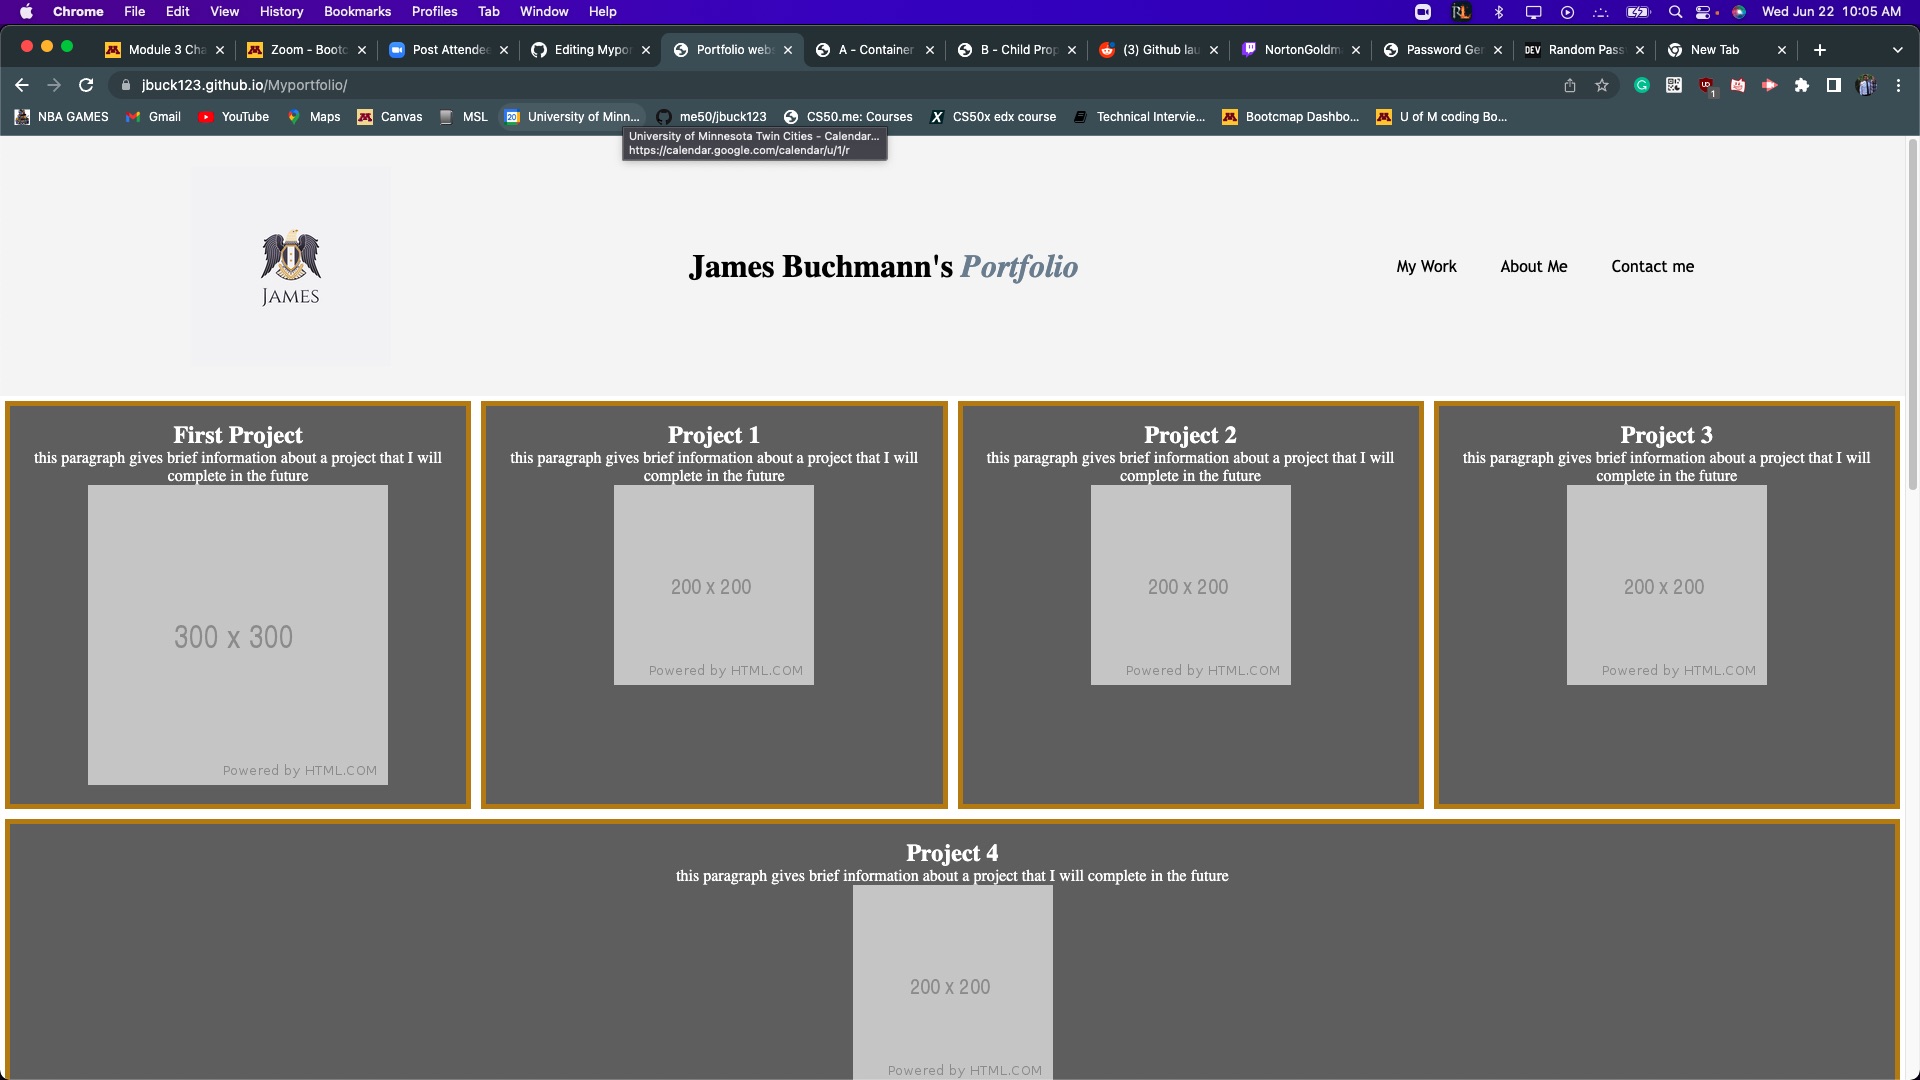 Chrome File Edit View History Bookmarks Profiles Tab Window Help Wed Jun 22 10:05 AM
Module 3 Cha Zoom - Bootc Post Attendee Editing Mypor Portfolio web A - Container B - Child Prop (3) Github lau NortonGoldm Password Ger DEV Random Pass New Tab
jbuck123.github.io/Myportfolio/
NBA GAMES Gmail YouTube Maps Canvas MSL University of Minn... me50/jbuck123 CS50.me: Courses CS50x edx course Technical Intervie... Bootcmap Dashbo... U of M coding Bo...
University of Minnesota Twin Cities - Calendar...
https://calendar.google.com/calendar/u/1/r
JAMES
James Buchmann's Portfolio
My Work About Me Contact me
First Project
this paragraph gives brief information about a project that I will
complete in the future
300 x 300
Powered by HTML.COM
Project 1
this paragraph gives brief information about a project that I will
complete in the future
200 x 200
Powered by HTML.COM
Project 2
this paragraph gives brief information about a project that I will
complete in the future
200 x 200
Powered by HTML.COM
Project 3
this paragraph gives brief information about a project that I will
complete in the future
200 x 200
Powered by HTML.COM
Project 4
this paragraph gives brief information about a project that I will complete in the future
200 x 200
Powered by HTML.COM